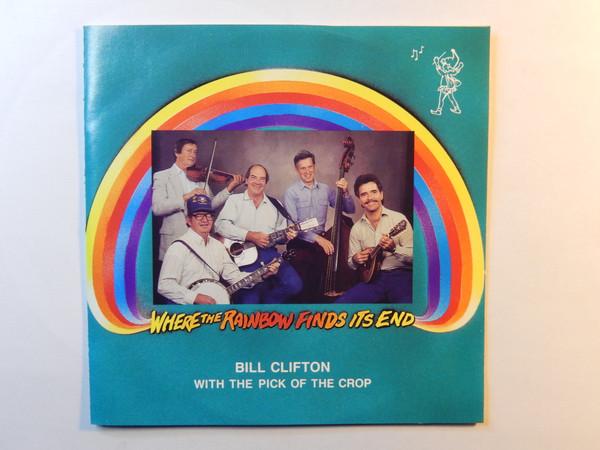 WHERE THE RAINBOW FINDS ITS END
BILL CLIFTON
WITH THE PICK OF THE CROP